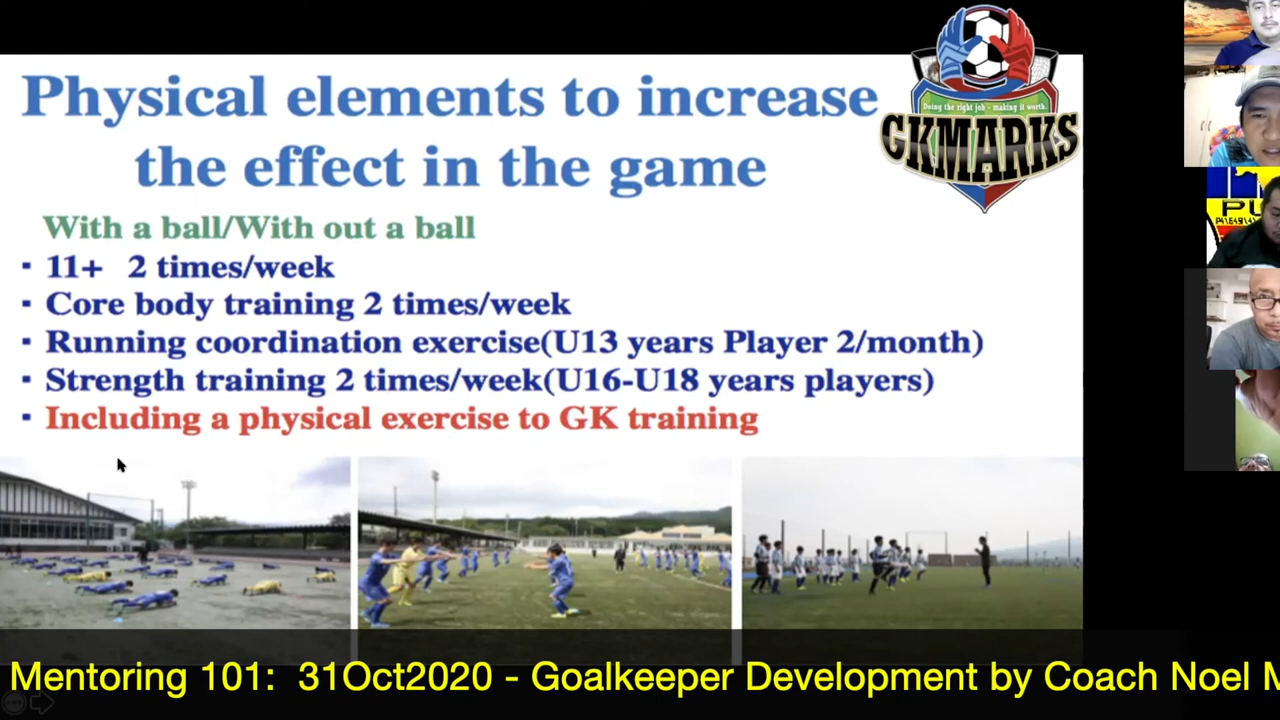 Physical elements to increase
the effect in the game
Doing the right job - making it worth.
GKMARKS
With a ball/With out a ball
▪ 11+ 2 times/week
▪ Core body training 2 times/week
▪ Running coordination exercise(U13 years Player 2/month)
▪ Strength training 2 times/week(U16-U18 years players)
▪ Including a physical exercise to GK training
Mentoring 101: 31Oct2020 - Goalkeeper Development by Coach Noel M